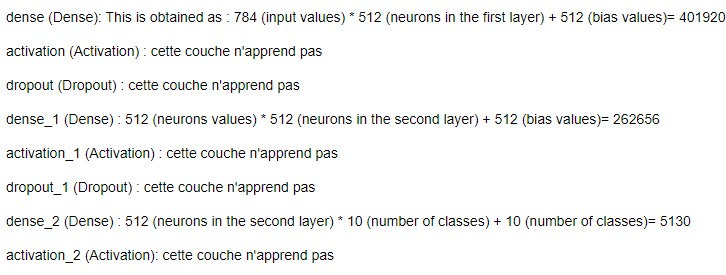 dense (Dense): This is obtained as : 784 (input values) * 512 (neurons in the first layer) + 512 (bias values)= 401920
activation (Activation) : cette couche n'apprend pas
dropout (Dropout) : cette couche n'apprend pas
dense_1 (Dense) : 512 (neurons values) * 512 (neurons in the second layer) + 512 (bias values)= 262656
activation_1 (Activation) : cette couche n'apprend pas
dropout_1 (Dropout) : cette couche n'apprend pas
dense_2 (Dense) : 512 (neurons in the second layer) * 10 (number of classes) + 10 (number of classes)= 5130
activation_2 (Activation): cette couche n'apprend pas